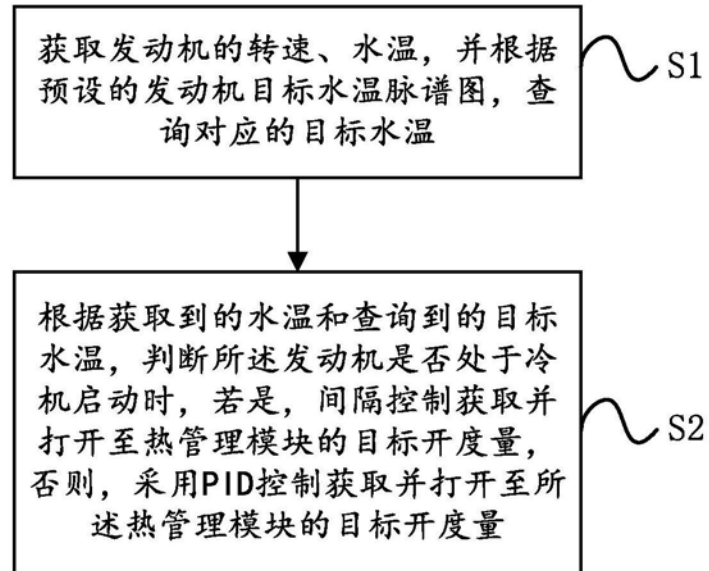 获取发动机的转速、水温，并根据
预设的发动机目标水温脉谱图，查
询对应的目标水温
S1
根据获取到的水温和查询到的目标
水温，判断所述发动机是否处于冷
机启动时，若是，间隔控制获取并
打开至热管理模块的目标开度量，
否则，采用PID控制获取并打开至所
述热管理模块的目标开度量
S2